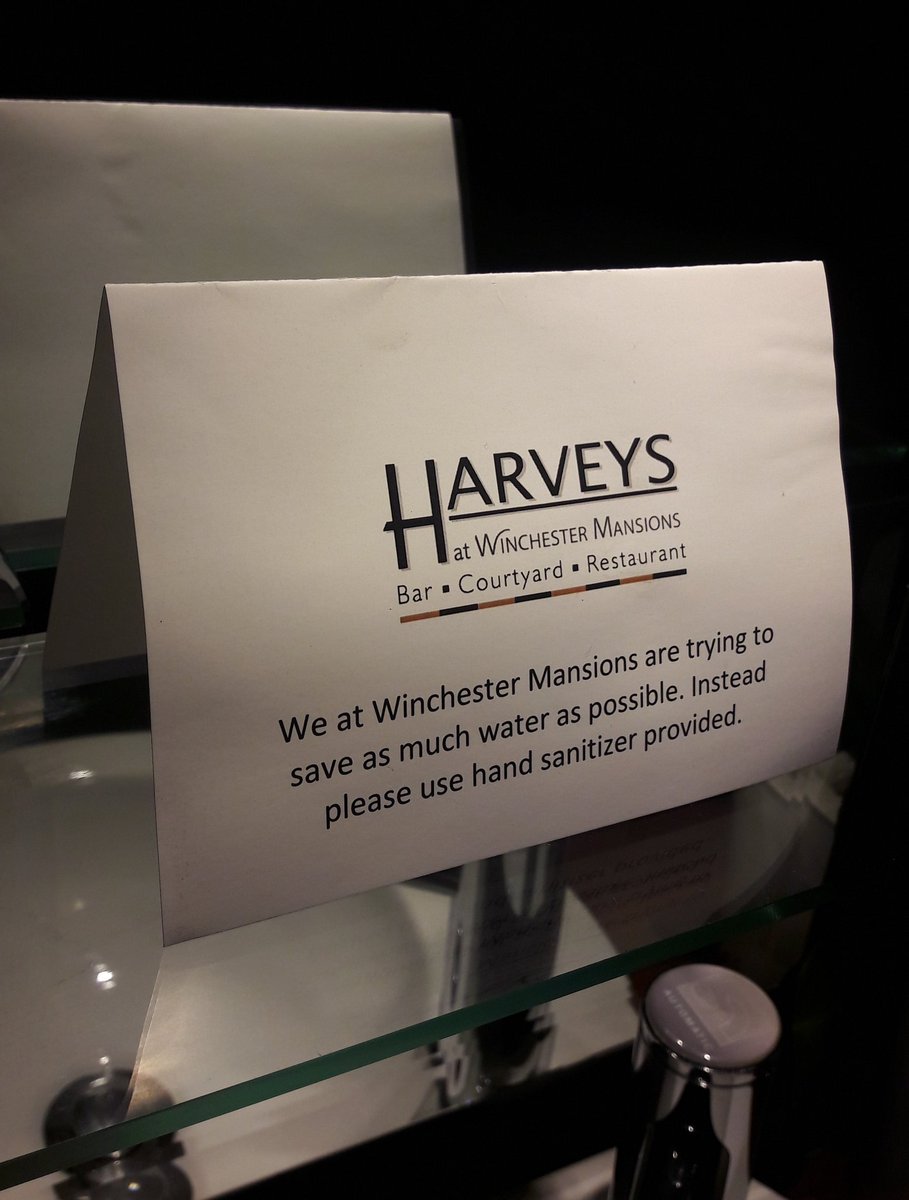 HARVEYS
at WINCHESTER MANSIONS
Bar ▪ Courtyard ▪ Restaurant
We at Winchester Mansions are trying to
save as much water as possible. Instead
please use hand sanitizer provided.